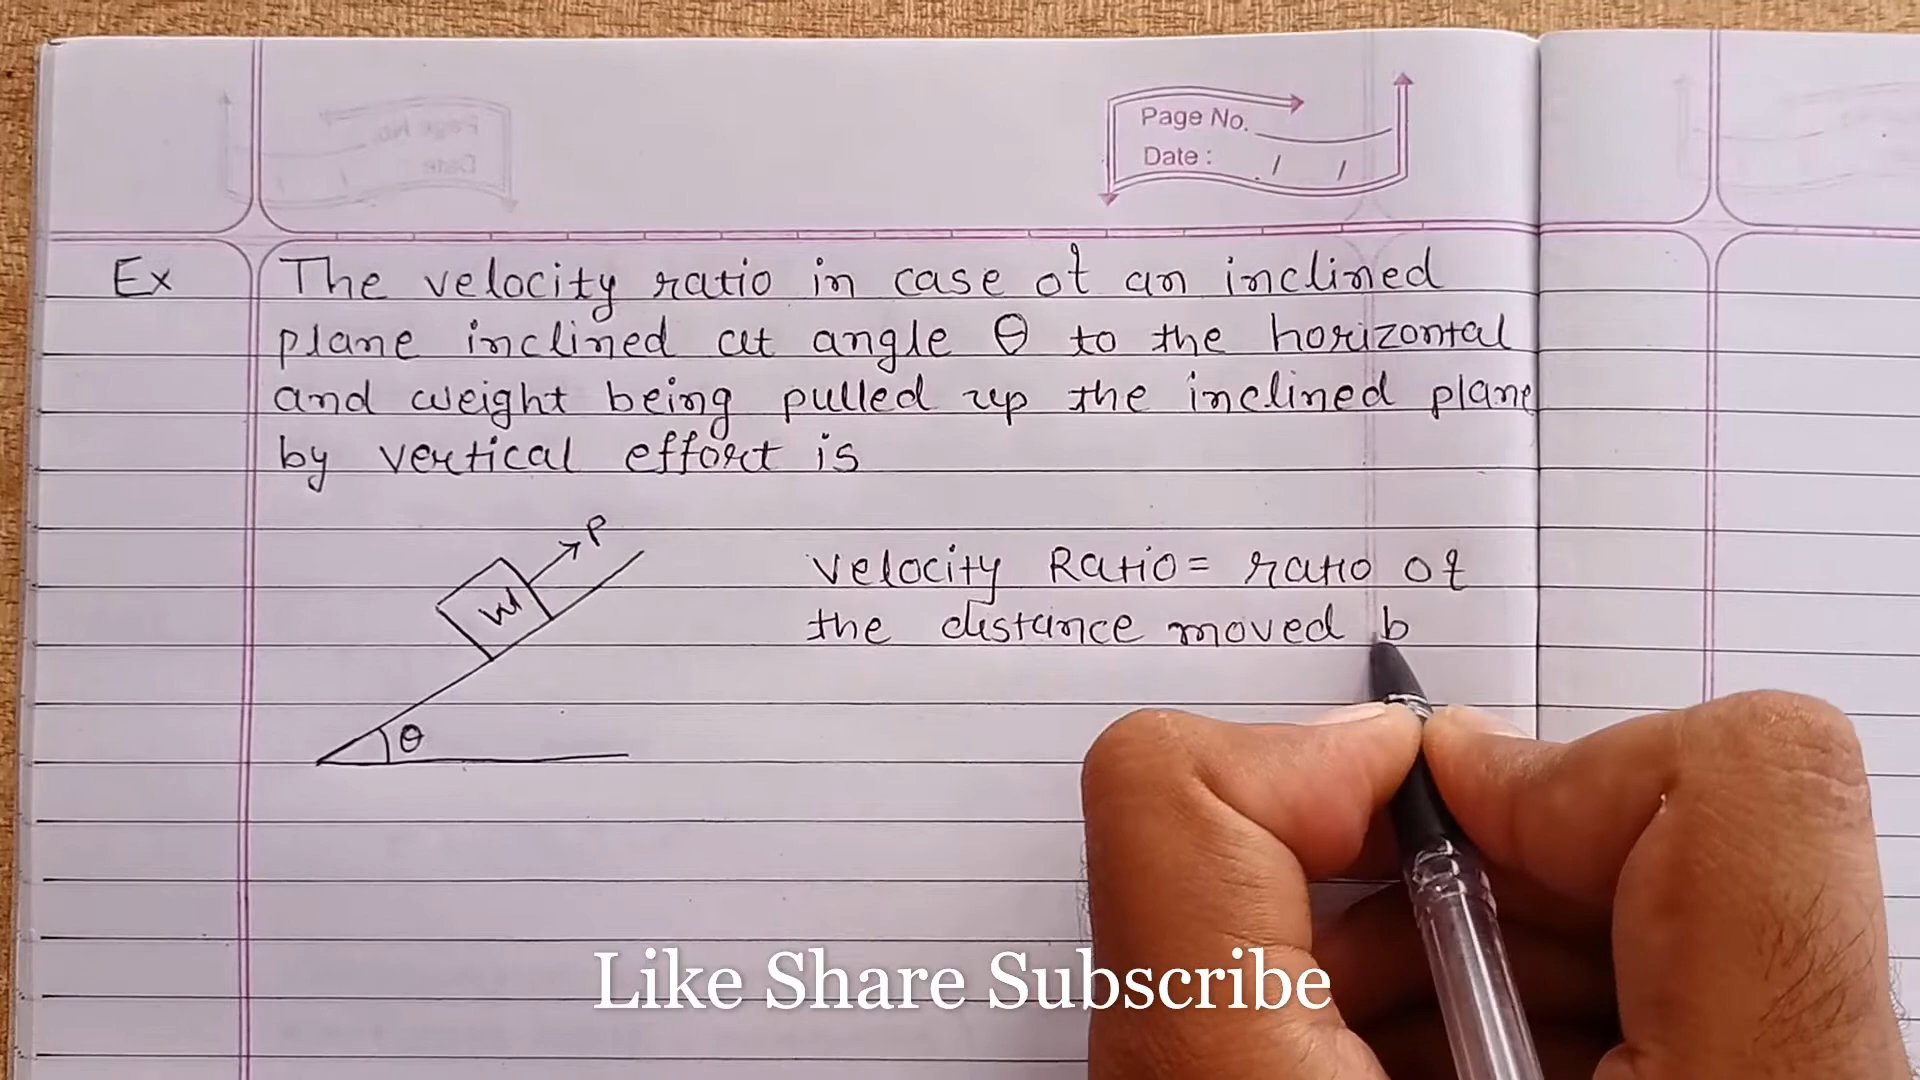 Page No.
Date : / /
Ex The velocity ratio in case of an inclined
plane inclined at angle θ to the horizontal
and weight being pulled up the inclined plane
by vertical effort is
P
W
θ
Velocity Ratio = ratio of
the distance moved b
Like Share Subscribe